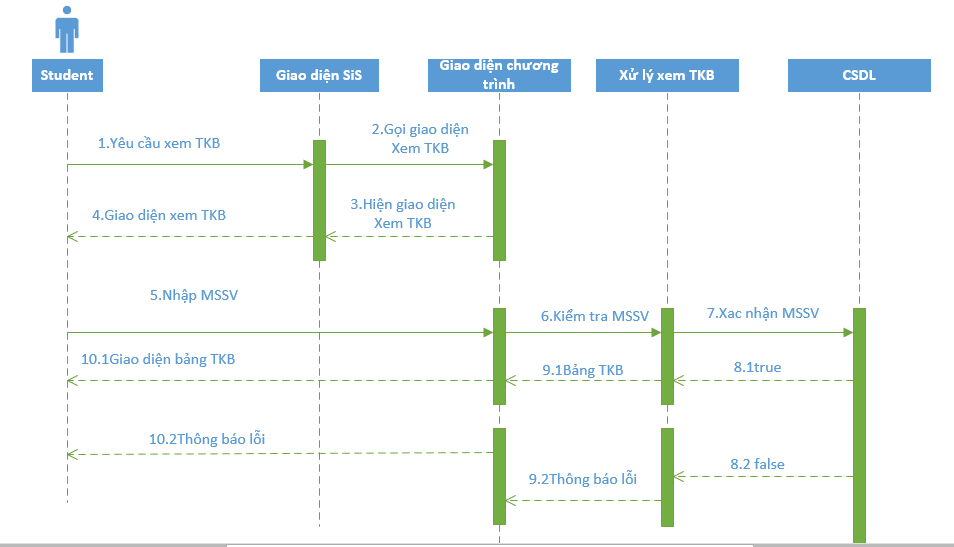 Student
Giao diện SiS
Giao diện chương
trình
Xử lý xem TKB
CSDL
1.Yêu cầu xem TKB
2.Gọi giao diện
Xem TKB
3.Hiện giao diện
Xem TKB
4.Giao diện xem TKB
5.Nhập MSSV
6.Kiểm tra MSSV
7.Xac nhận MSSV
10.1Giao diện bảng TKB
9.1Bảng TKB
8.1true
10.2Thông báo lỗi
9.2Thông báo lỗi
8.2 false